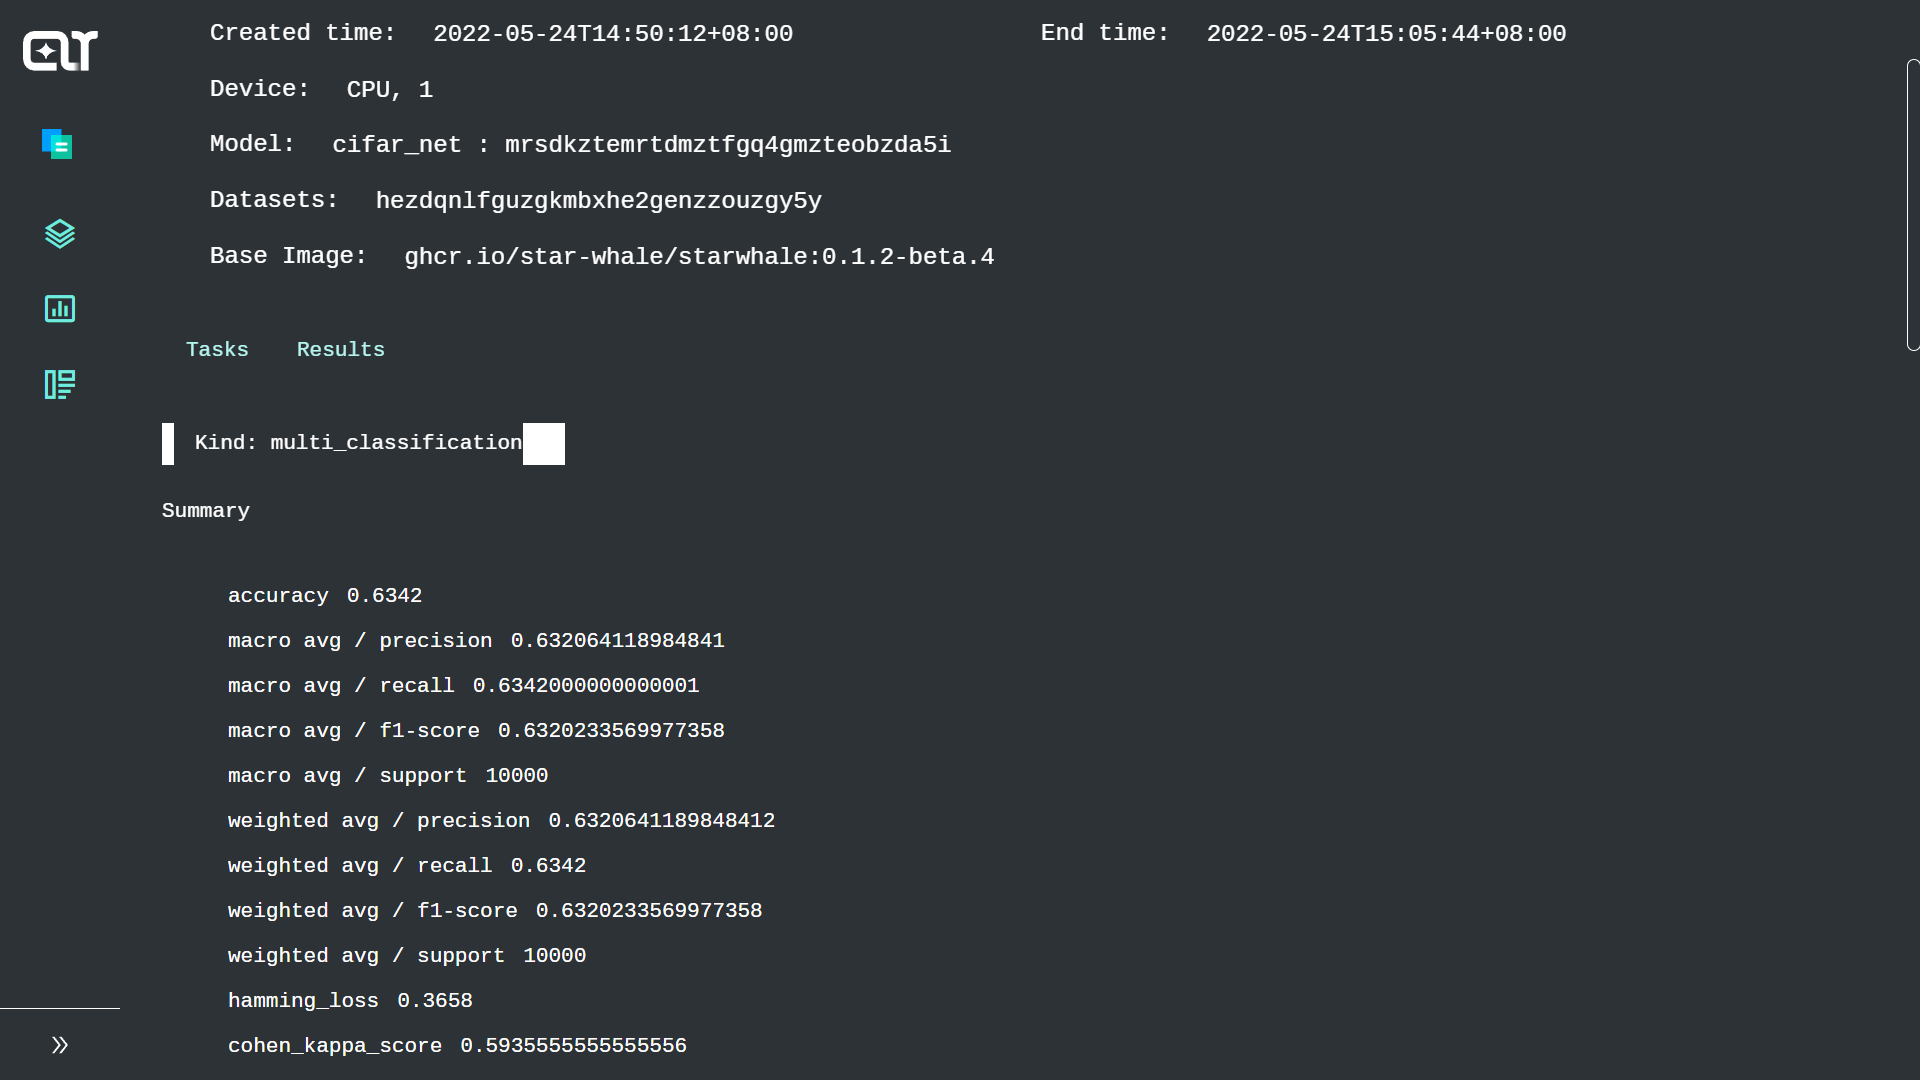 Created time: 2022-05-24T14:50:12+08:00 End time: 2022-05-24T15:05:44+08:00
Device: CPU, 1
Model: cifar_net : mrsdkztemrtdmztfgq4gmzteobzda5i
Datasets: hezdqnlfguzgkmbxhe2genzzouzgy5y
Base Image: ghcr.io/star-whale/starwhale:0.1.2-beta.4
Tasks Results
Kind: multi_classification
Summary
accuracy 0.6342
macro avg / precision 0.632064118984841
macro avg / recall 0.6342000000000001
macro avg / f1-score 0.6320233569977358
macro avg / support 10000
weighted avg / precision 0.6320641189848412
weighted avg / recall 0.6342
weighted avg / f1-score 0.6320233569977358
weighted avg / support 10000
hamming_loss 0.3658
cohen_kappa_score 0.5935555555555556